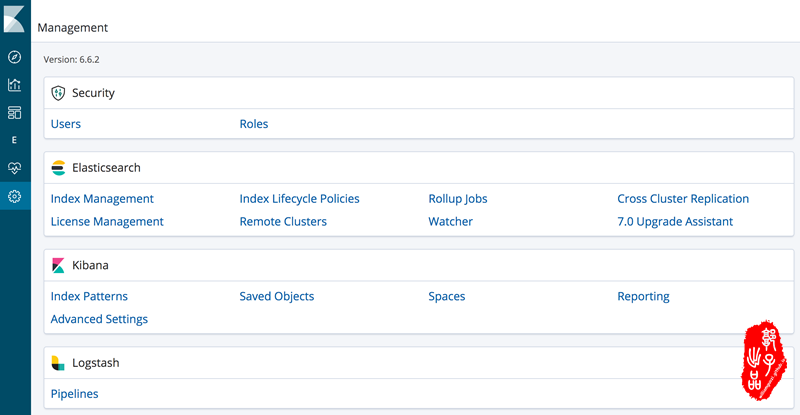 Management
Version: 6.6.2
Security
Users Roles
E
Elasticsearch
Index Management Index Lifecycle Policies Rollup Jobs Cross Cluster Replication
License Management Remote Clusters Watcher 7.0 Upgrade Assistant
Kibana
Index Patterns Saved Objects Spaces Reporting
Advanced Settings
Logstash
Pipelines